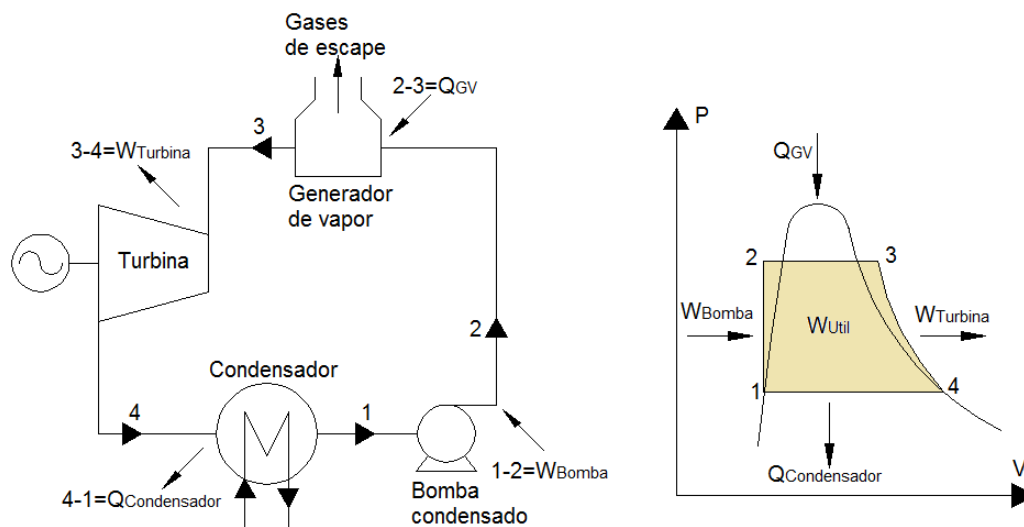 Gases
de escape
2-3=QGV
3
3-4=WTurbina
Generador
de vapor
Turbina
2
Condensador
4
1
4-1=QCondensador
1-2=WBomba
Bomba
condensado
P
QGV
2
3
WBomba
WUtil
WTurbina
1
4
QCondensador
V